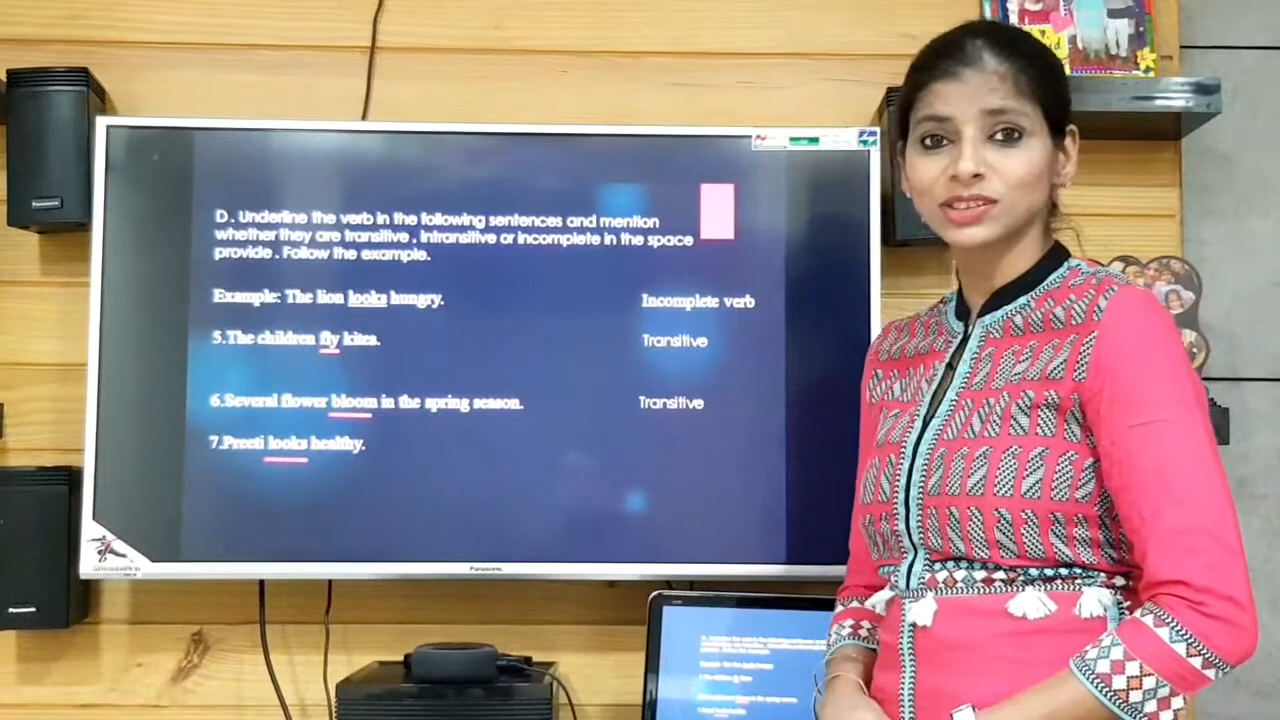 D. Underline the verb in the following sentences and mention
whether they are transitive , intransitive or incomplete in the space
provide . Follow the example.
Example: The lion looks hungry.
Incomplete verb
5.The children fly kites.
Transitive
6.Several flower bloom in the spring season.
Transitive
7.Preeti looks healthy.
Panasonic